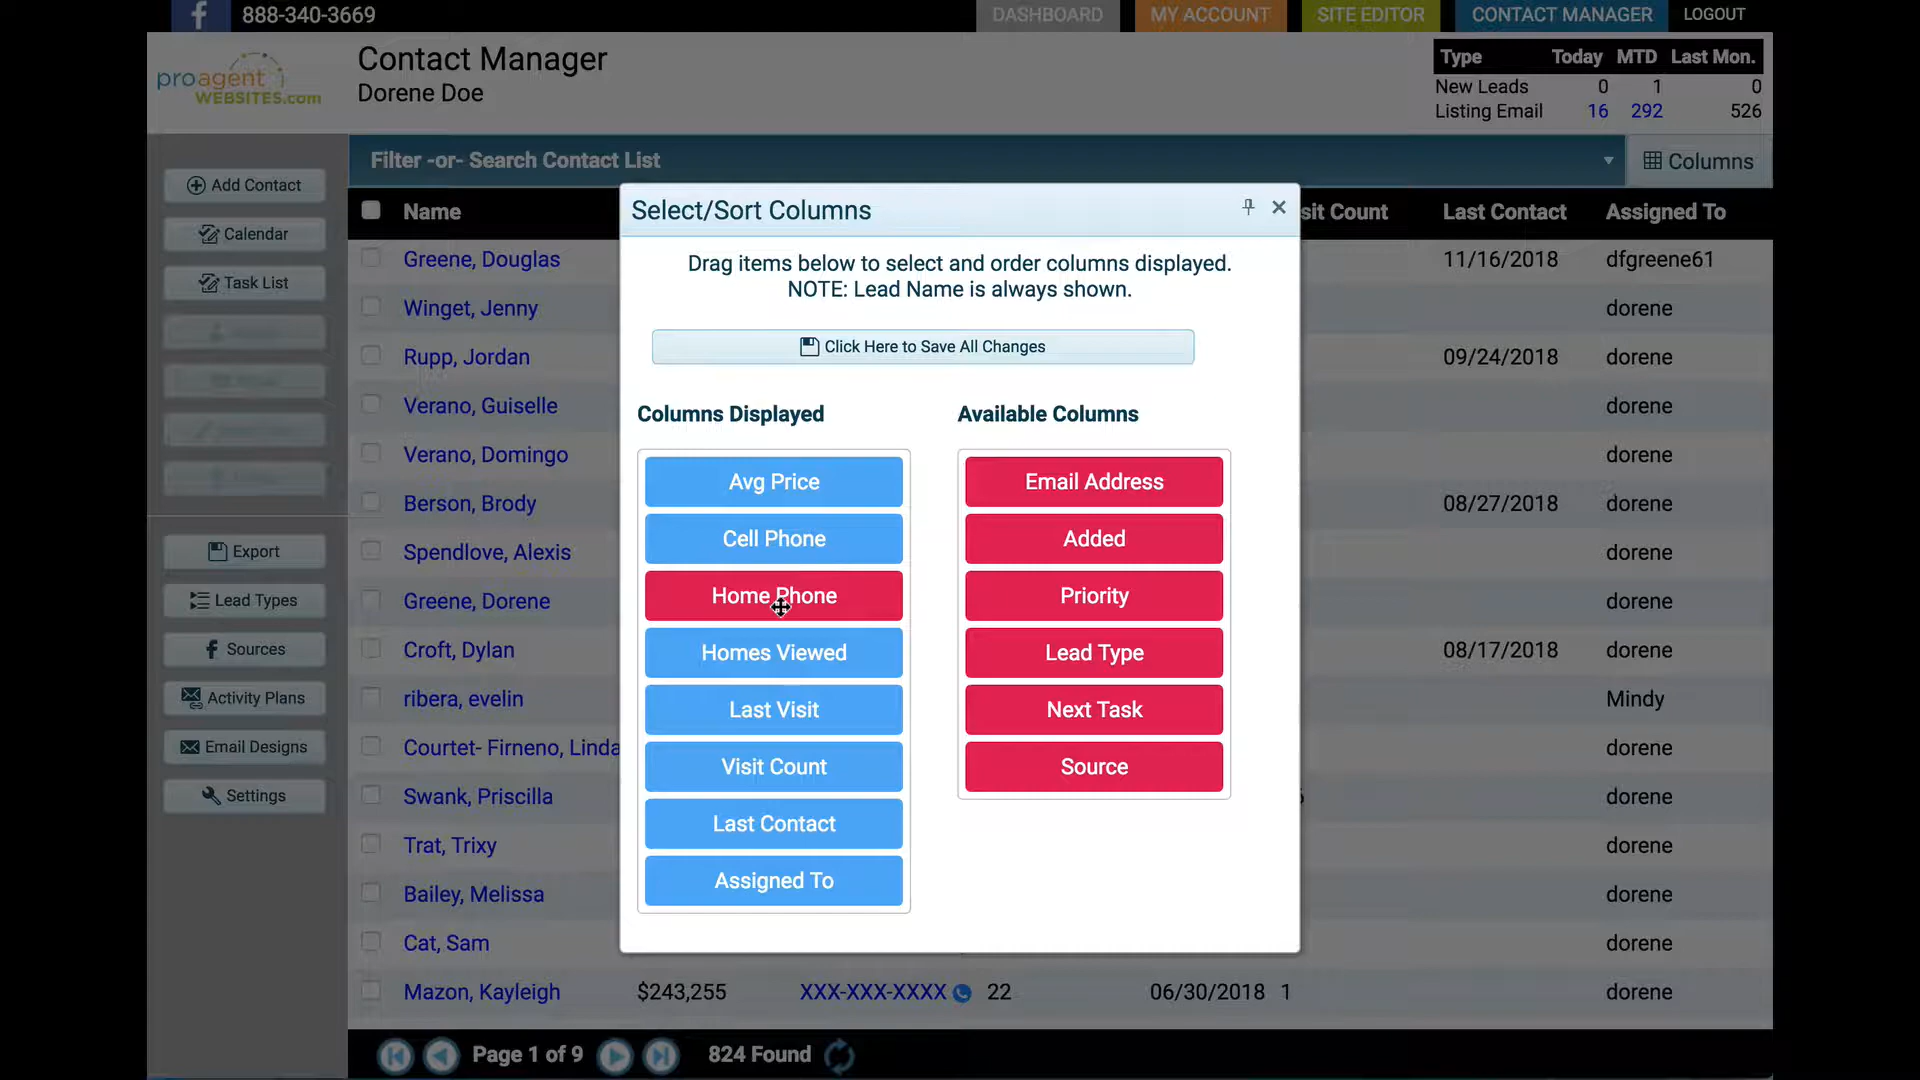 888-340-3669
DASHBOARD
MY ACCOUNT
SITE EDITOR
CONTACT MANAGER
LOGOUT
proagent
WEBSITES.com
Contact Manager
Dorene Doe
Type Today MTD Last Mon.
New Leads 0 1 0
Listing Email 16 292 526
Filter -or- Search Contact List
Columns
Add Contact
Calendar
Task List
Export
Lead Types
Sources
Activity Plans
Email Designs
Settings
Name sit Count Last Contact Assigned To
Greene, Douglas 11/16/2018 dfgreene61
Winget, Jenny dorene
Rupp, Jordan 09/24/2018 dorene
Verano, Guiselle dorene
Verano, Domingo dorene
Berson, Brody 08/27/2018 dorene
Spendlove, Alexis dorene
Greene, Dorene dorene
Croft, Dylan 08/17/2018 dorene
ribera, evelin Mindy
Courtet- Firneno, Linda dorene
Swank, Priscilla dorene
Trat, Trixy dorene
Bailey, Melissa dorene
Cat, Sam dorene
Mazon, Kayleigh $243,255 XXX-XXX-XXXX 22 06/30/2018 1 dorene
Select/Sort Columns
Drag items below to select and order columns displayed.
NOTE: Lead Name is always shown.
Click Here to Save All Changes
Columns Displayed
Avg Price
Cell Phone
Home Phone
Homes Viewed
Last Visit
Visit Count
Last Contact
Assigned To
Available Columns
Email Address
Added
Priority
Lead Type
Next Task
Source
Page 1 of 9
824 Found